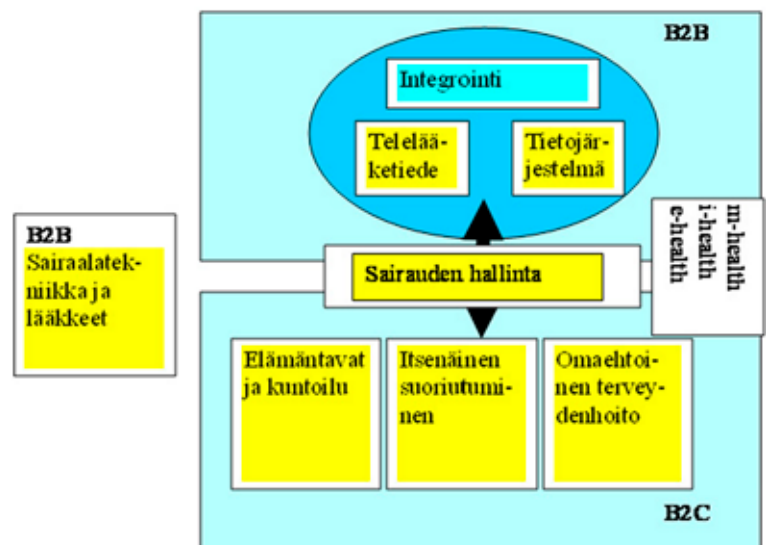 B2B
Integrointi
Telelää-
ketiede
Tietojär-
jestelmä
m-health
i-health
e-health
B2B
Sairaalatek-
niikka ja
lääkkeet
Sairauden hallinta
Elämäntavat
ja kuntoilu
Itsenäinen
suoriutumi-
nen
Omaehtoi-
nen tervey-
denhoito
B2C